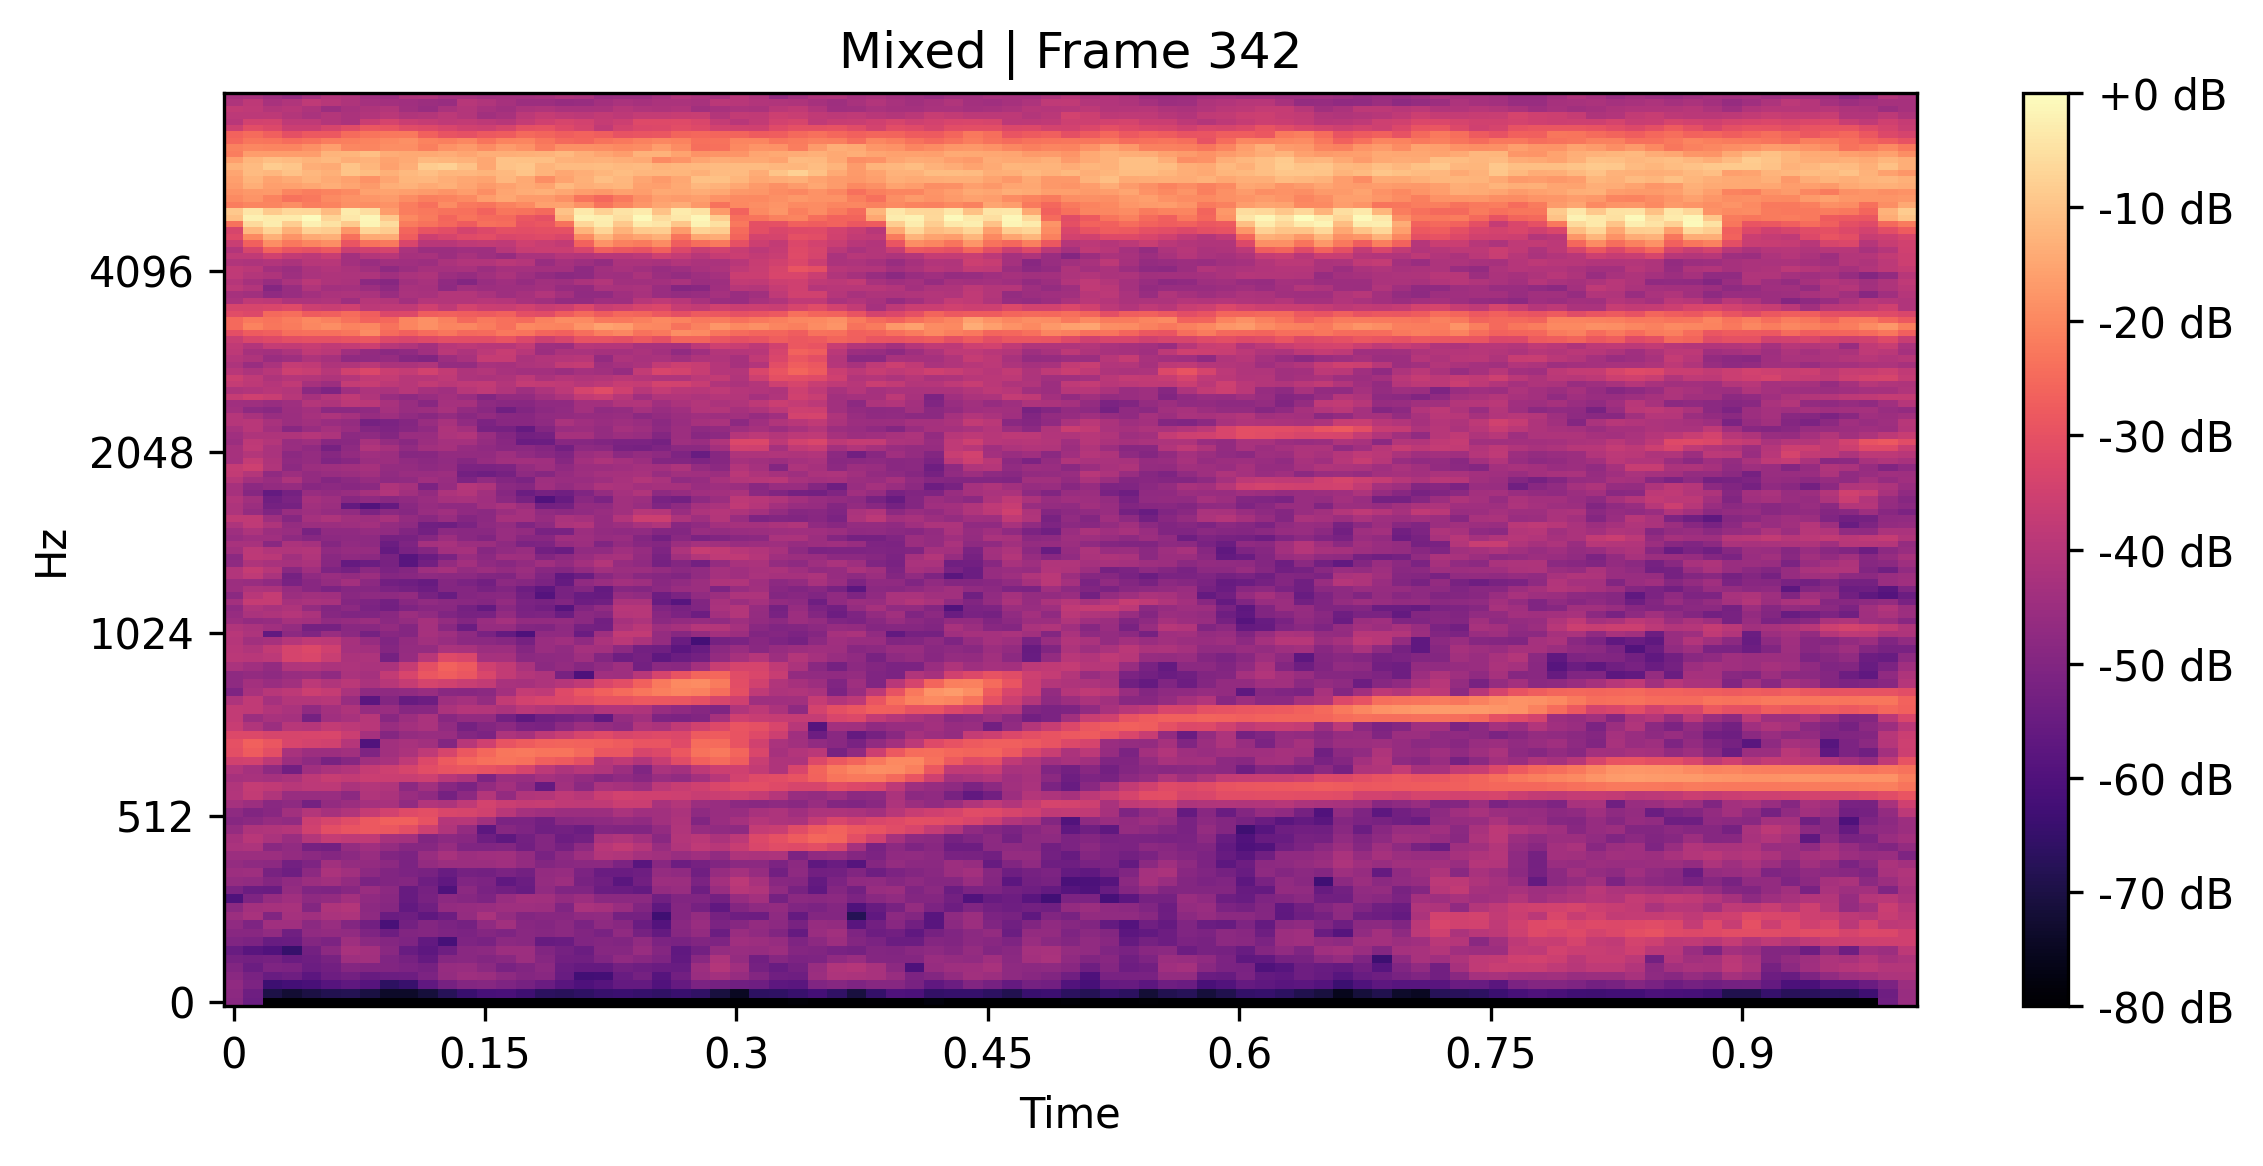 Mixed | Frame 342
Hz
4096
2048
1024
512
0
0 0.15 0.3 0.45 0.6 0.75 0.9
Time
+0 dB
-10 dB
-20 dB
-30 dB
-40 dB
-50 dB
-60 dB
-70 dB
-80 dB